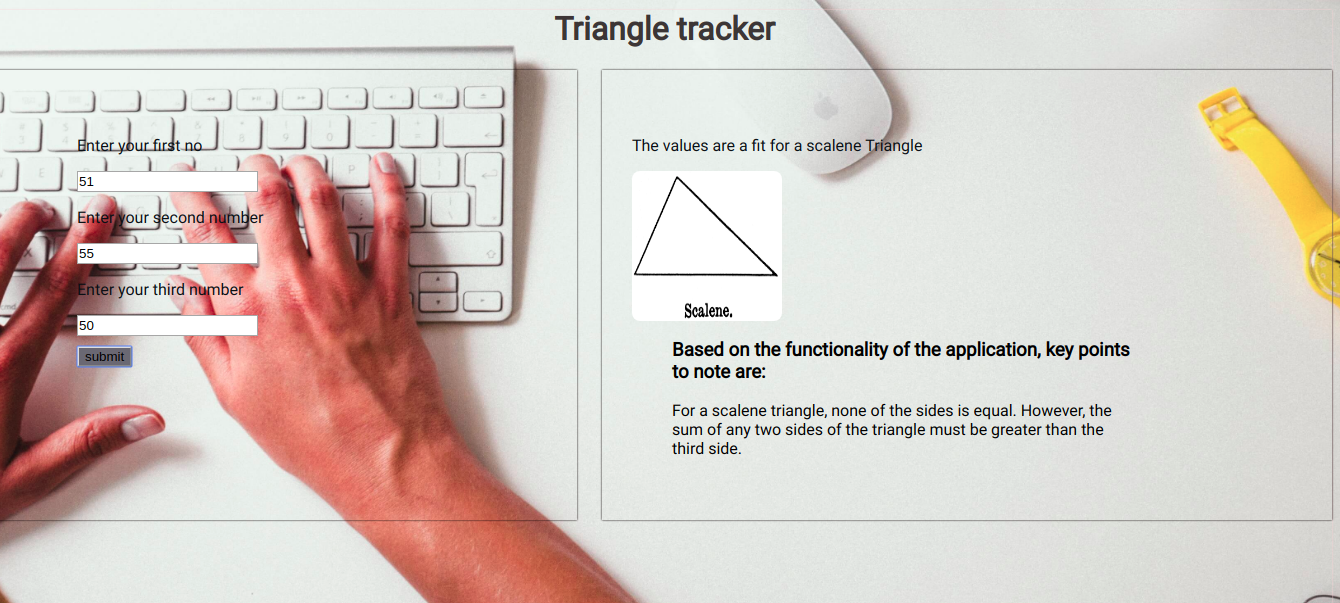 Triangle tracker
Enter your first no
51
Enter your second number
55
Enter your third number
50
submit
The values are a fit for a scalene Triangle
Scalene.
Based on the functionality of the application, key points
to note are:
For a scalene triangle, none of the sides is equal. However, the
sum of any two sides of the triangle must be greater than the
third side.